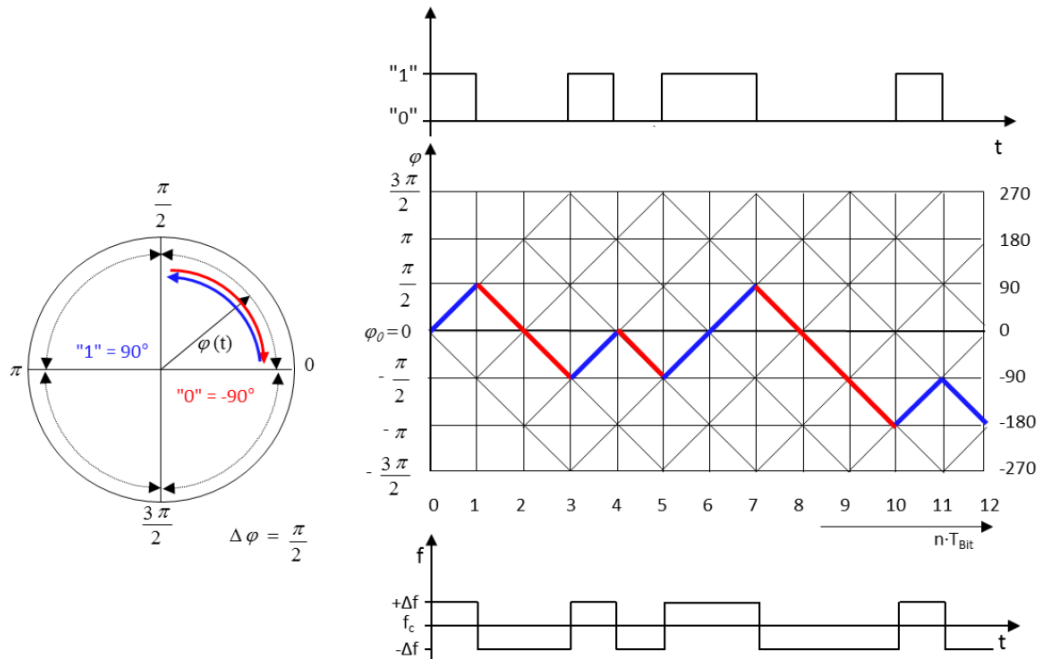 "1"
"0"
t
φ
3π/2
π
π/2
φ₀=0
-π/2
-π
-3π/2
270
180
90
0
-90
-180
-270
0 1 2 3 4 5 6 7 8 9 10 11 12
n·T_Bit
π/2
π
0
3π/2
"1" = 90°
φ(t)
"0" = -90°
Δφ = π/2
f
+Δf
f_c
-Δf
t